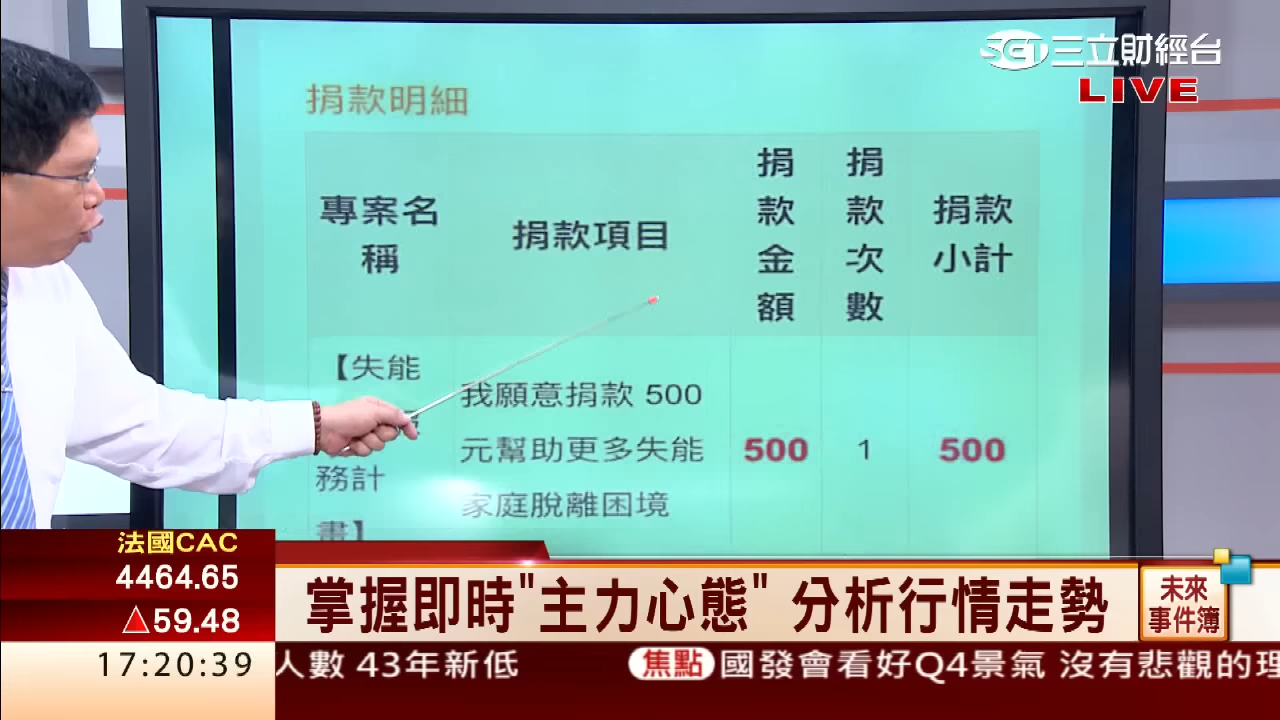 SET三立財經台
LIVE
捐款明細
專案名稱
捐款項目
捐款金額
捐款次數
捐款小計
【失能
務計
畫】
我願意捐款 500
元幫助更多失能
家庭脫離困境
500
1
500
法國CAC
4464.65
▲59.48
17:20:39
掌握即時"主力心態" 分析行情走勢
未來
事件簿
人數 43年新低
焦點 國發會看好Q4景氣 沒有悲觀的理